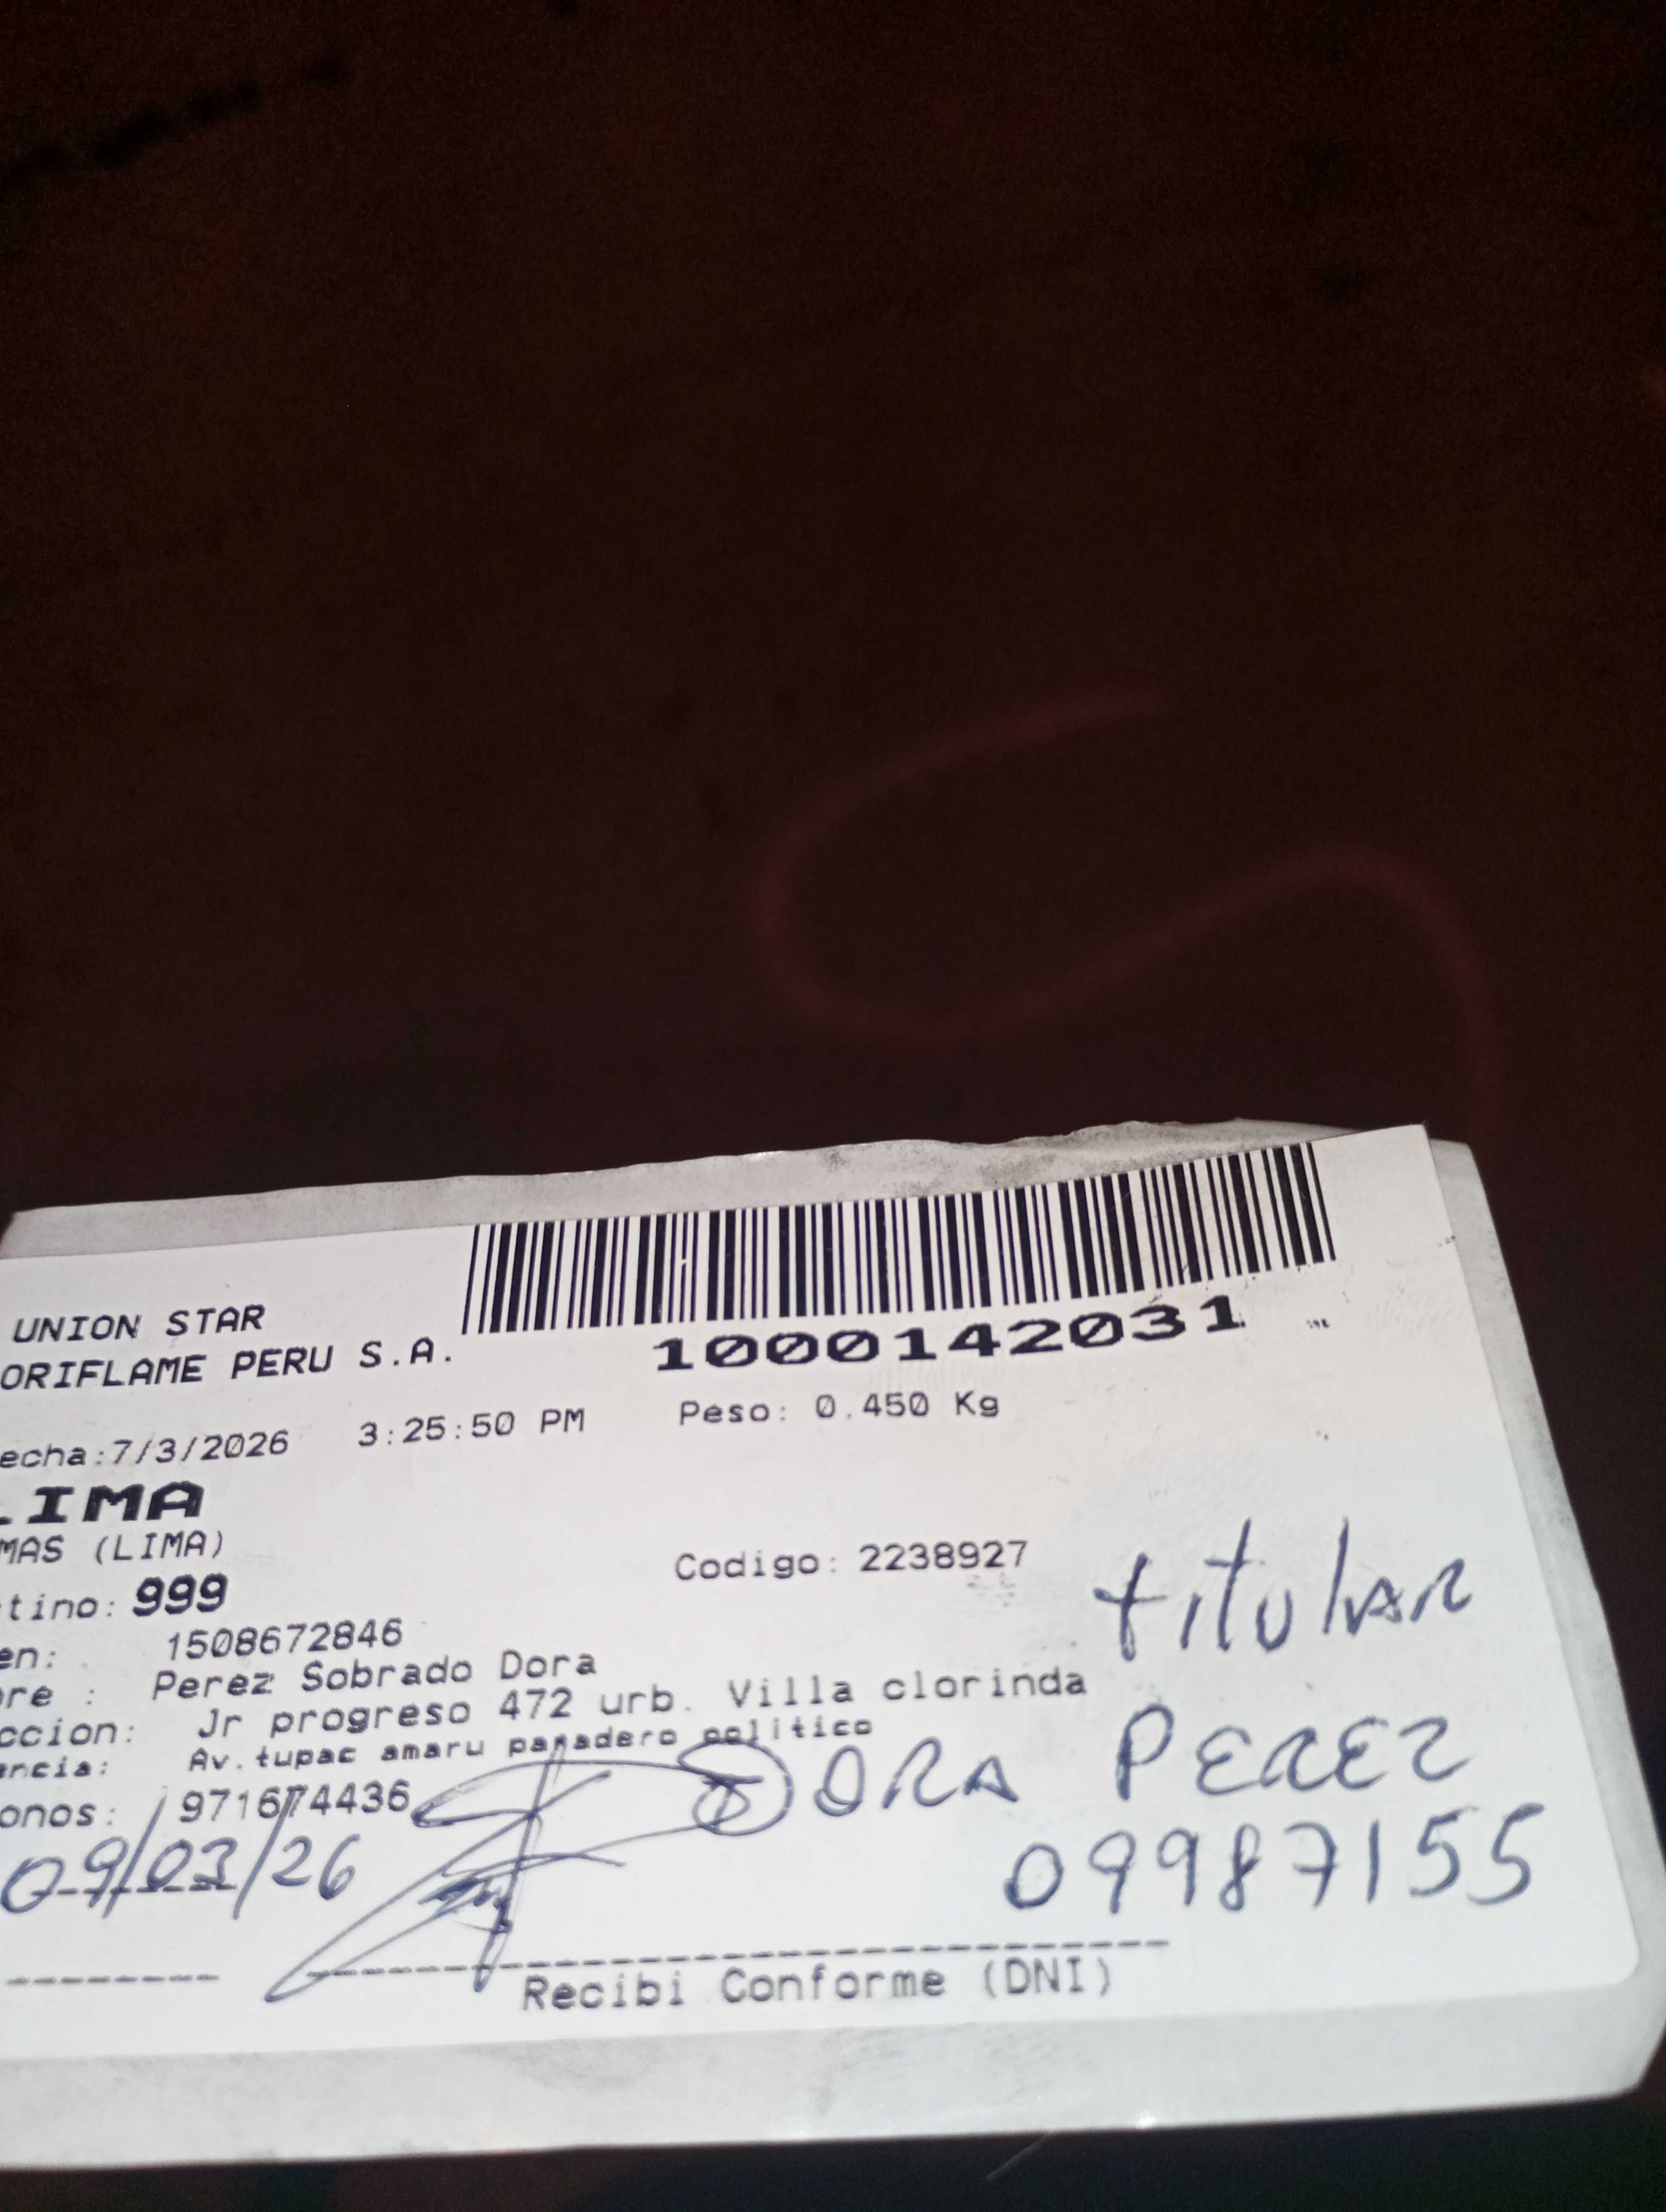 UNION STAR
ORIFLAME PERU S.A.
1000142031
echa:7/3/2026 3:25:50 PM Peso: 0.450 Kg
LIMA
MAS (LIMA)
Codigo: 2238927
tino: 999
en: 1508672846
re : Perez Sobrado Dora
ccion: Jr progreso 472 urb. Villa clorinda
encia: Av.tupac amaru panadero politico
onos: 971674436
titular
DORA PEREZ
09/03/26
09987155
Recibi Conforme (DNI)